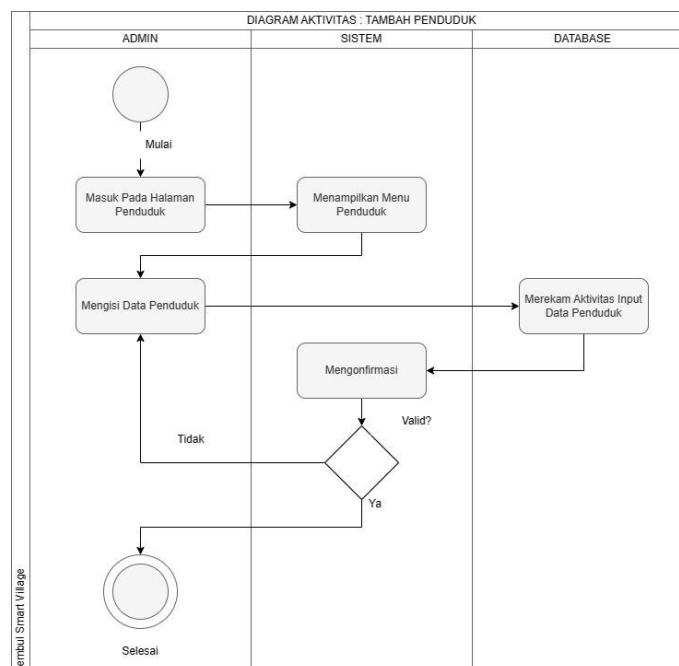 DIAGRAM AKTIVITAS : TAMBAH PENDUDUK
ADMIN
SISTEM
DATABASE
Mulai
Masuk Pada Halaman
Penduduk
Menampilkan Menu
Penduduk
Mengisi Data Penduduk
Merekam Aktivitas Input
Data Penduduk
Mengonfirmasi
Valid?
Tidak
Ya
Selesai
Smart Village